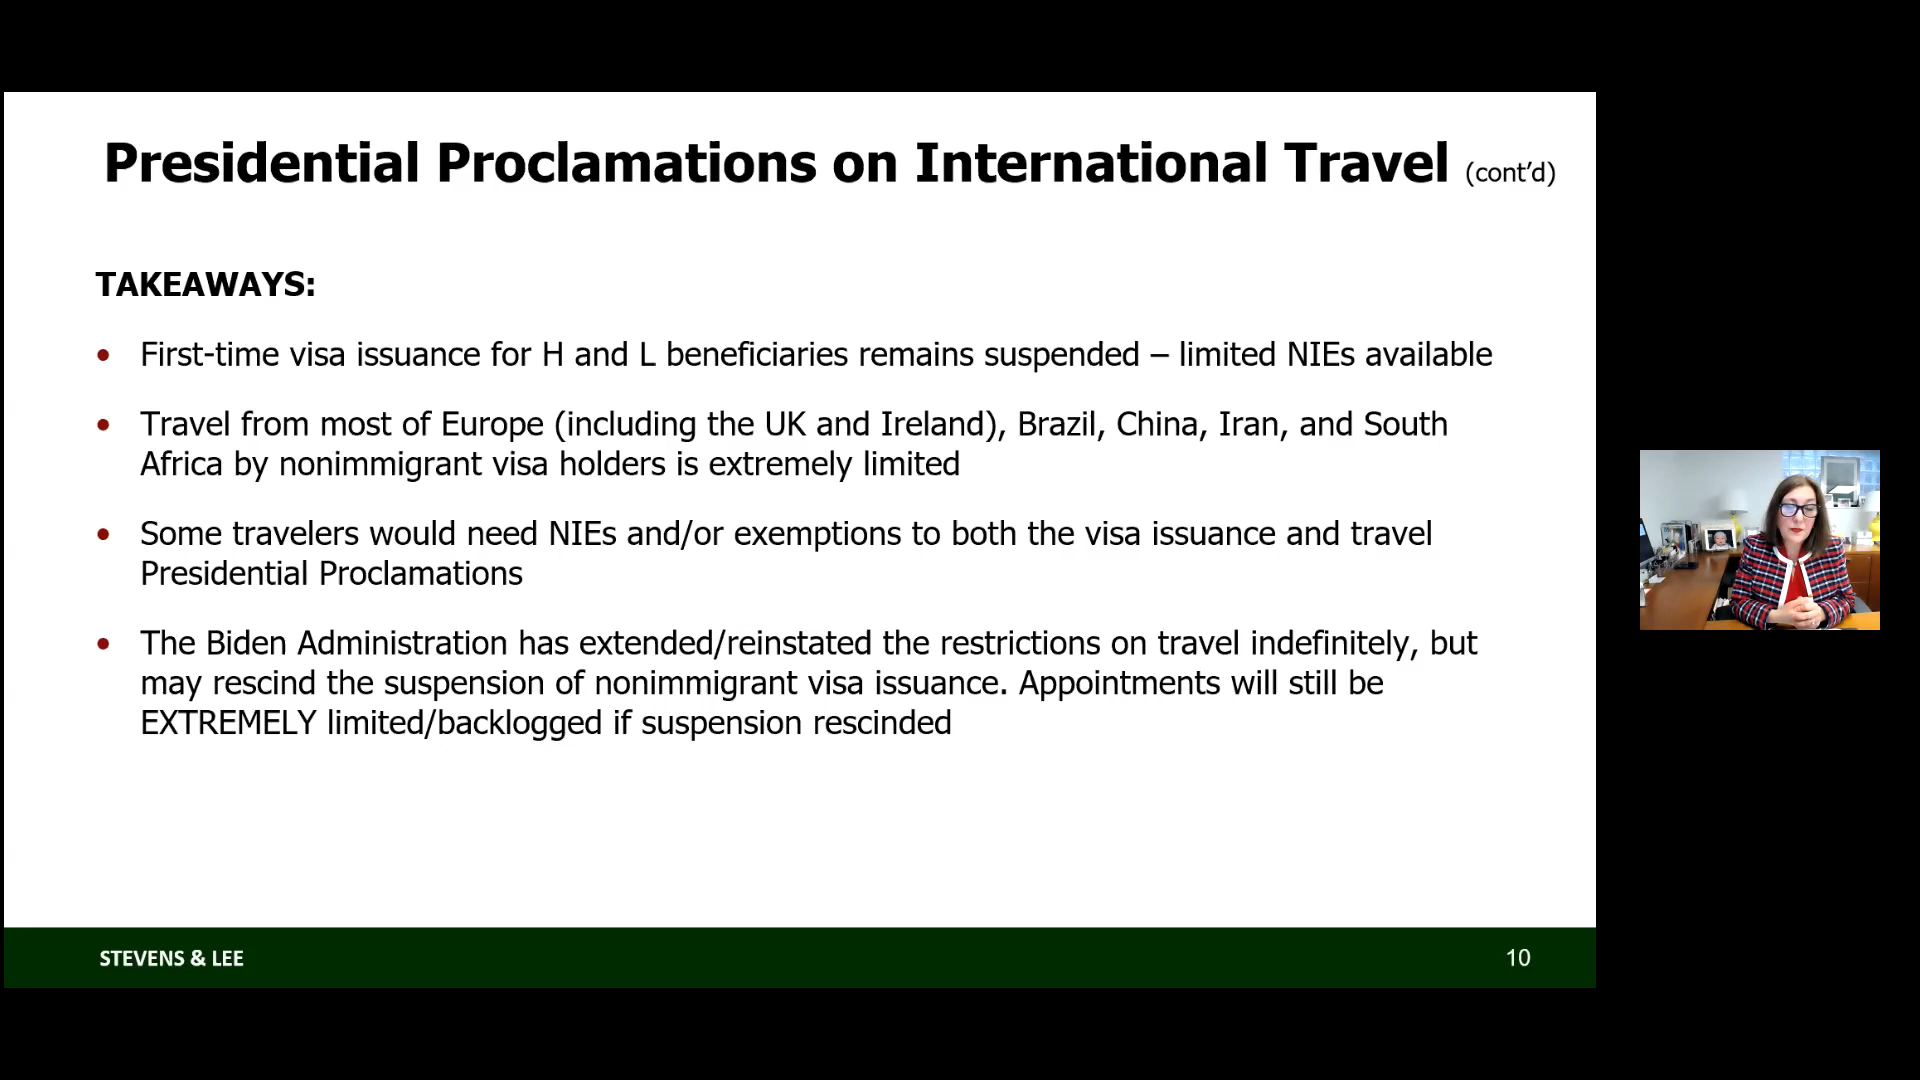 Presidential Proclamations on International Travel (cont’d)
TAKEAWAYS:
• First-time visa issuance for H and L beneficiaries remains suspended – limited NIEs available
• Travel from most of Europe (including the UK and Ireland), Brazil, China, Iran, and South
Africa by nonimmigrant visa holders is extremely limited
• Some travelers would need NIEs and/or exemptions to both the visa issuance and travel
Presidential Proclamations
• The Biden Administration has extended/reinstated the restrictions on travel indefinitely, but
may rescind the suspension of nonimmigrant visa issuance. Appointments will still be
EXTREMELY limited/backlogged if suspension rescinded
STEVENS & LEE
10